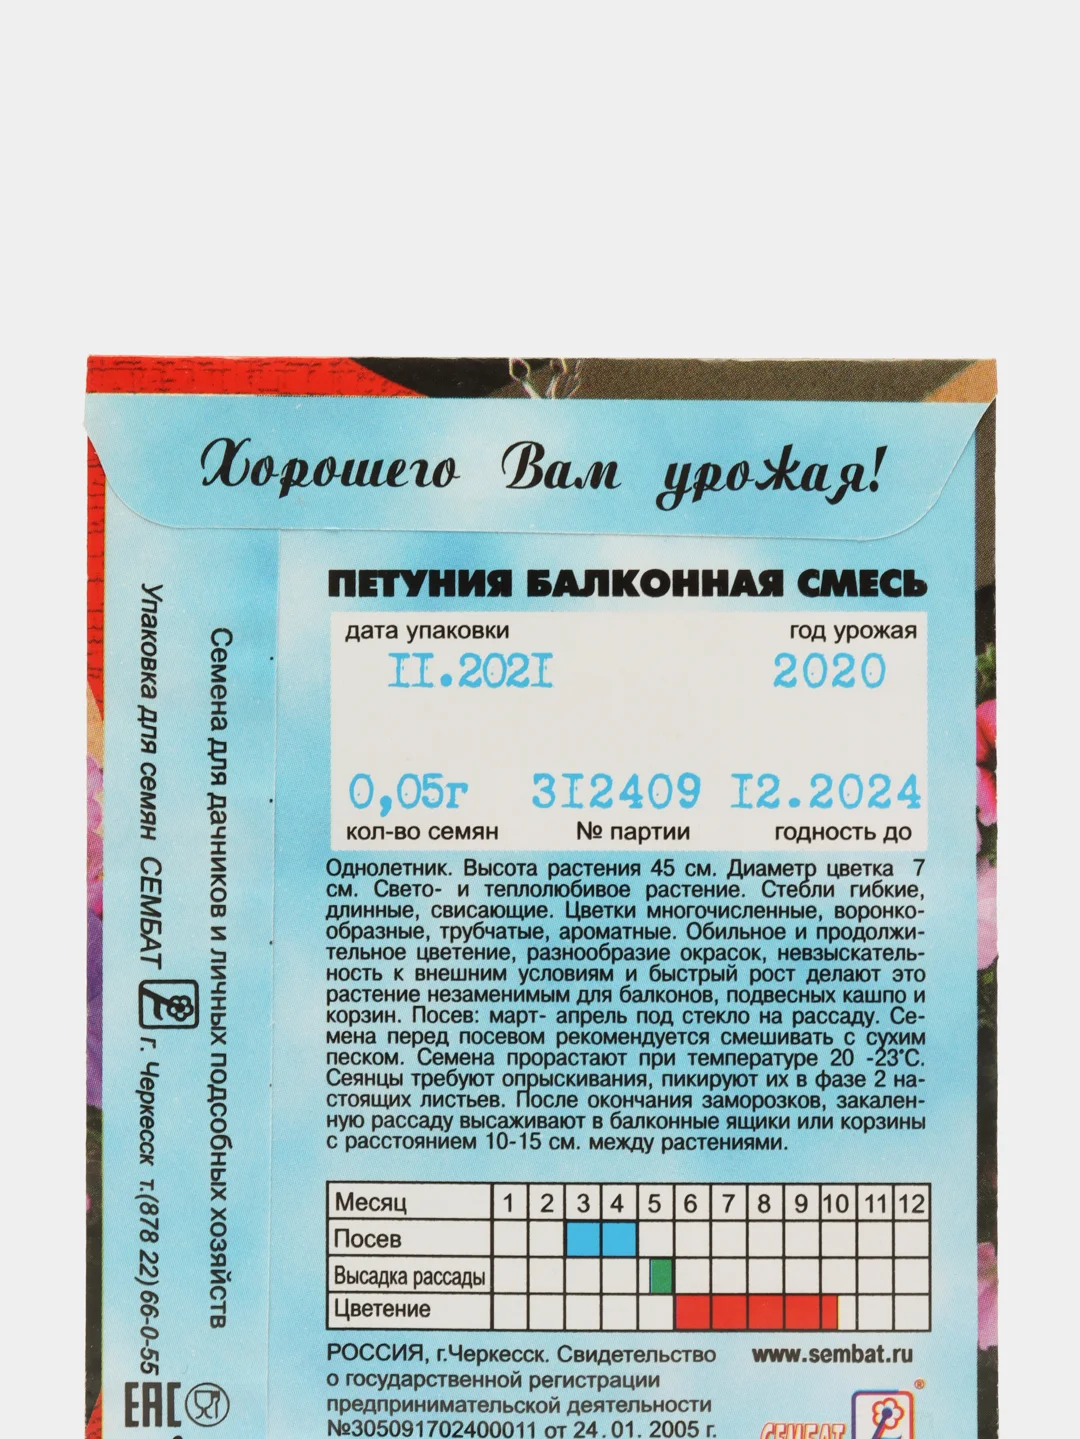 Хорошего Вам урожая!
ПЕТУНИЯ БАЛКОННАЯ СМЕСЬ
дата упаковки год урожая
II.202I 2020
0,05г 3I2409 I2.2024
кол-во семян № партии годность до
Однолетник. Высота растения 45 см. Диаметр цветка 7
см. Свето- и теплолюбивое растение. Стебли гибкие,
длинные, свисающие. Цветки многочисленные, воронко-
образные, трубчатые, ароматные. Обильное и продолжи-
тельное цветение, разнообразие окрасок, невзыскатель-
ность к внешним условиям и быстрый рост делают это
растение незаменимым для балконов, подвесных кашпо и
корзин. Посев: март- апрель под стекло на рассаду. Се-
мена перед посевом рекомендуется смешивать с сухим
песком. Семена прорастают при температуре 20 -23°С.
Сеянцы требуют опрыскивания, пикируют их в фазе 2 на-
стоящих листьев. После окончания заморозков, закален-
ную рассаду высаживают в балконные ящики или корзины
с расстоянием 10-15 см. между растениями.
Месяц 1 2 3 4 5 6 7 8 9 10 11 12
Посев
Высадка рассады
Цветение
РОССИЯ, г.Черкесск. Свидетельство www.sembat.ru
о государственной регистрации
предпринимательской деятельности
№305091702400011 от 24.01. 2005 г.
СЕМБАТ ®
Семена для дачников и личных подсобных хозяйств
Упаковка для семян СЕМБАТ г. Черкесск т.(878 22) 66-0-55
ЕАС